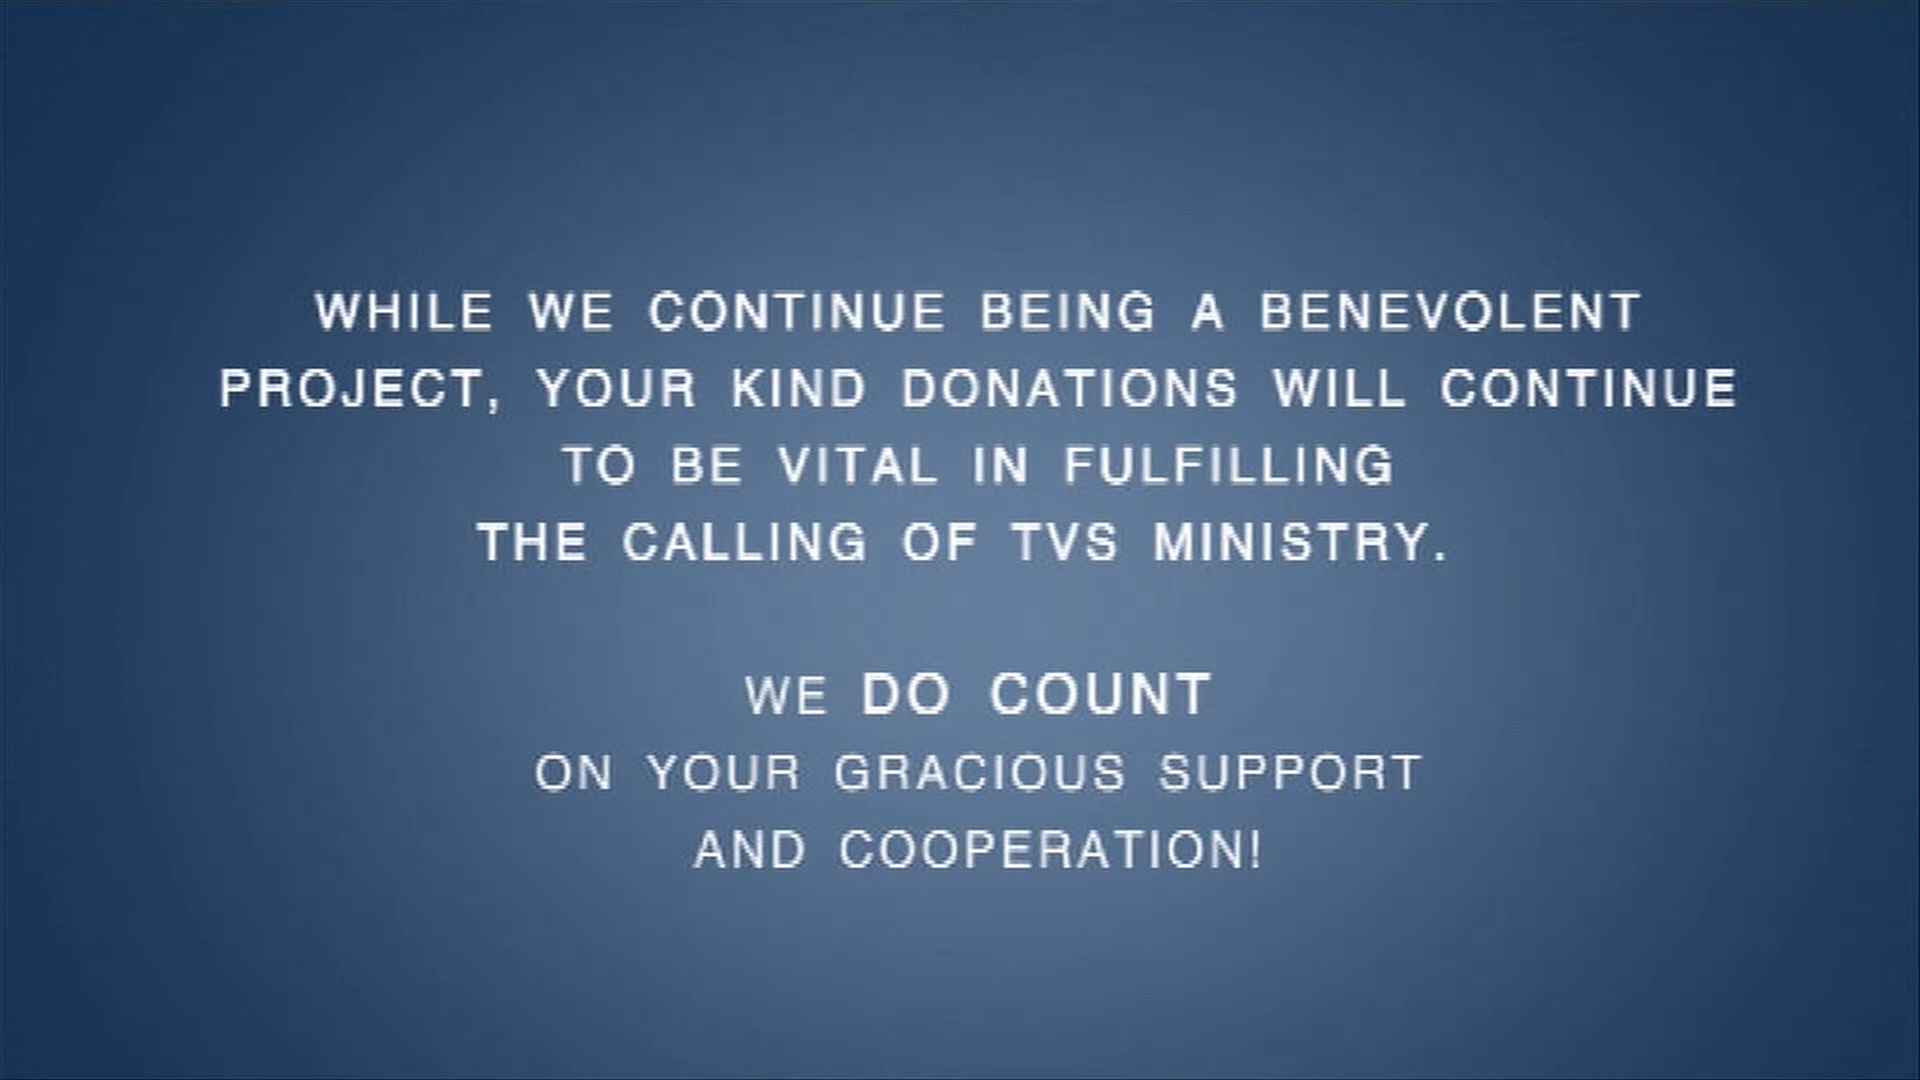 WHILE WE CONTINUE BEING A BENEVOLENT
PROJECT, YOUR KIND DONATIONS WILL CONTINUE
TO BE VITAL IN FULFILLING
THE CALLING OF TVS MINISTRY.
WE DO COUNT
ON YOUR GRACIOUS SUPPORT
AND COOPERATION!